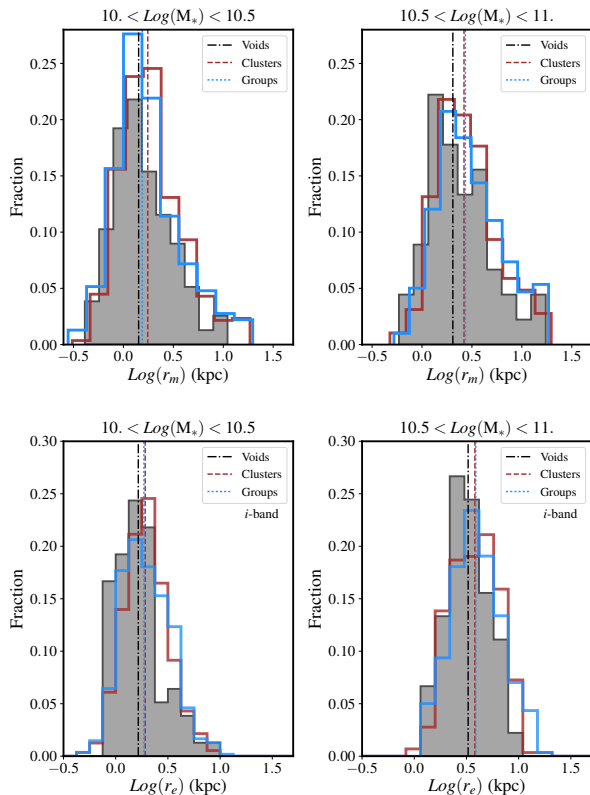 10. < Log(M*) < 10.5
10.5 < Log(M*) < 11.
Voids
Clusters
Groups
Voids
Clusters
Groups
0.25
0.20
0.15
0.10
0.05
0.00
Fraction
0.25
0.20
0.15
0.10
0.05
0.00
Fraction
−0.5 0.0 0.5 1.0 1.5
−0.5 0.0 0.5 1.0 1.5
Log(r_m) (kpc)
Log(r_m) (kpc)
10. < Log(M*) < 10.5
10.5 < Log(M*) < 11.
Voids
Clusters
Groups
i-band
Voids
Clusters
Groups
i-band
0.30
0.25
0.20
0.15
0.10
0.05
0.00
Fraction
0.30
0.25
0.20
0.15
0.10
0.05
0.00
Fraction
−0.5 0.0 0.5 1.0 1.5
−0.5 0.0 0.5 1.0 1.5
Log(r_e) (kpc)
Log(r_e) (kpc)